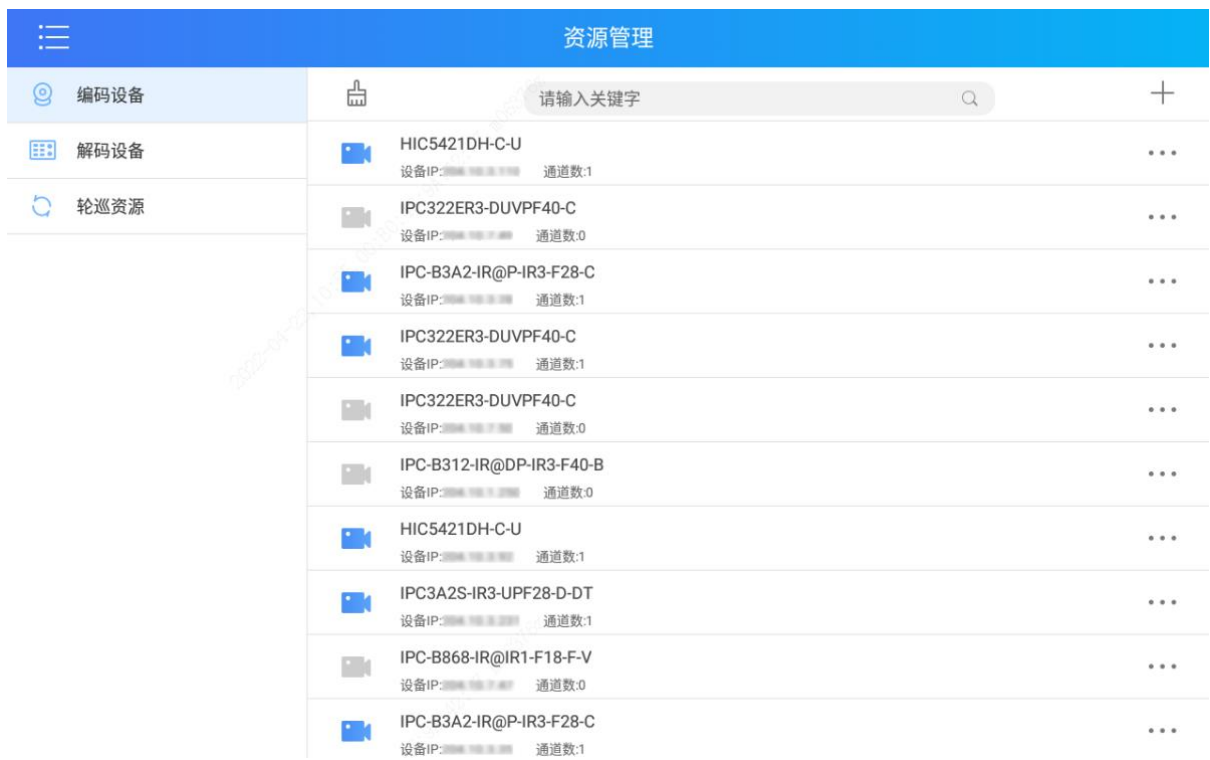 资源管理
编码设备
解码设备
轮巡资源
请输入关键字
HIC5421DH-C-U
设备IP: 通道数:1
IPC322ER3-DUVPF40-C
设备IP: 通道数:0
IPC-B3A2-IR@P-IR3-F28-C
设备IP: 通道数:1
IPC322ER3-DUVPF40-C
设备IP: 通道数:1
IPC322ER3-DUVPF40-C
设备IP: 通道数:0
IPC-B312-IR@DP-IR3-F40-B
设备IP: 通道数:0
HIC5421DH-C-U
设备IP: 通道数:1
IPC3A2S-IR3-UPF28-D-DT
设备IP: 通道数:1
IPC-B868-IR@IR1-F18-F-V
设备IP: 通道数:0
IPC-B3A2-IR@P-IR3-F28-C
设备IP: 通道数:1